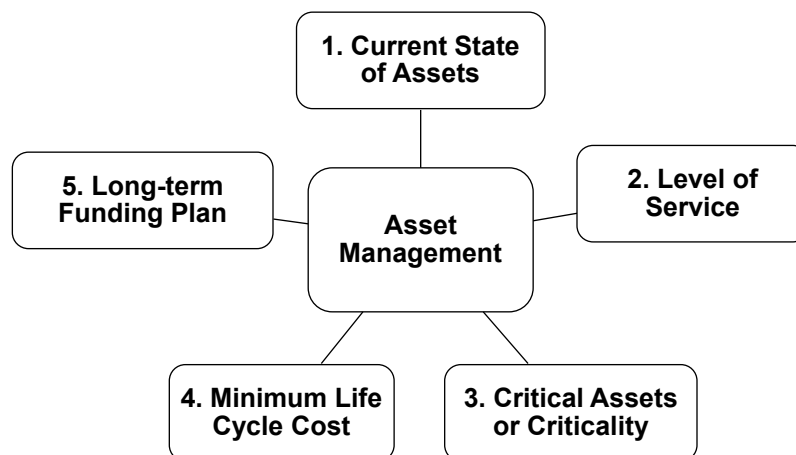 1. Current State
of Assets
2. Level of
Service
3. Critical Assets
or Criticality
4. Minimum Life
Cycle Cost
5. Long-term
Funding Plan
Asset
Management